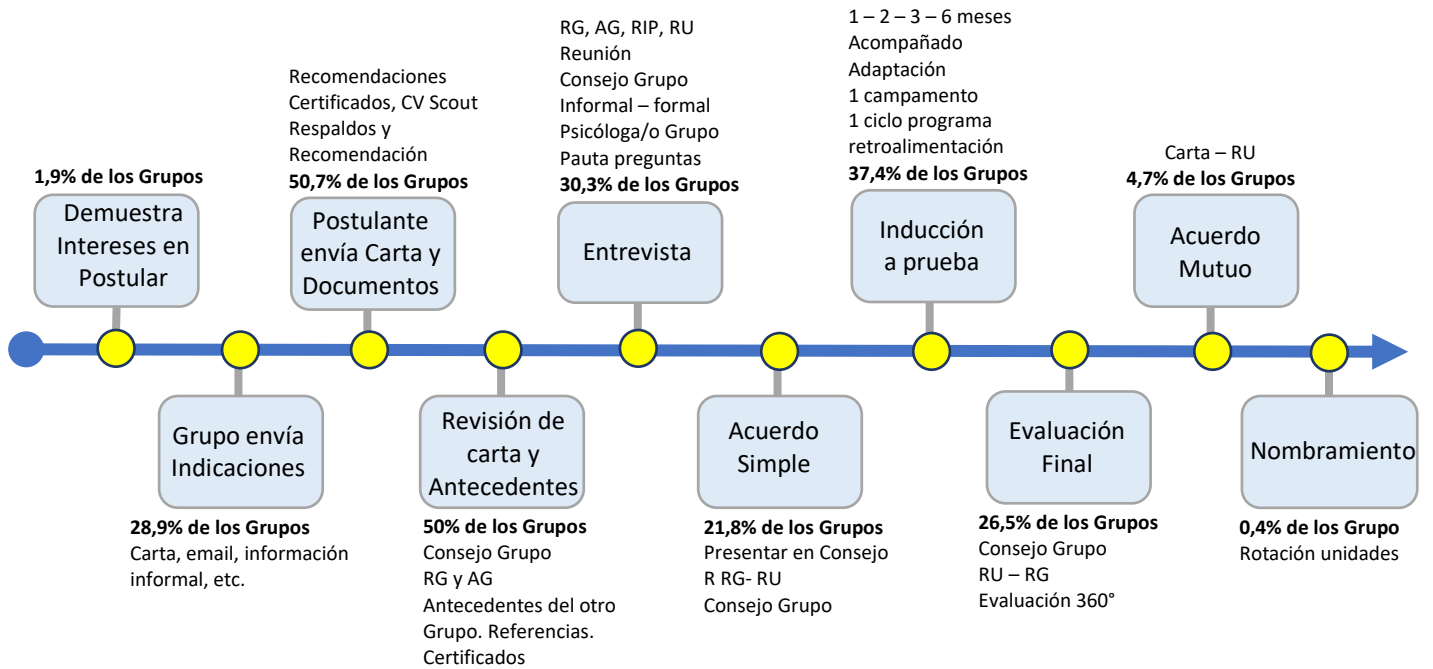 1,9% de los Grupos
Demuestra
Intereses en
Postular
28,9% de los Grupos
Grupo envía
Indicaciones
Carta, email, información
informal, etc.
Recomendaciones
Certificados, CV Scout
Respaldos y
Recomendación
50,7% de los Grupos
Postulante
envía Carta y
Documentos
Revisión de
carta y
Antecedentes
50% de los Grupos
Consejo Grupo
RG y AG
Antecedentes del otro
Grupo. Referencias.
Certificados
RG, AG, RIP, RU
Reunión
Consejo Grupo
Informal – formal
Psicóloga/o Grupo
Pauta preguntas
30,3% de los Grupos
Entrevista
Acuerdo
Simple
21,8% de los Grupos
Presentar en Consejo
R RG- RU
Consejo Grupo
1 – 2 – 3 – 6 meses
Acompañado
Adaptación
1 campamento
1 ciclo programa
retroalimentación
37,4% de los Grupos
Inducción
a prueba
Evaluación
Final
26,5% de los Grupos
Consejo Grupo
RU – RG
Evaluación 360°
Carta – RU
4,7% de los Grupos
Acuerdo
Mutuo
Nombramiento
0,4% de los Grupo
Rotación unidades